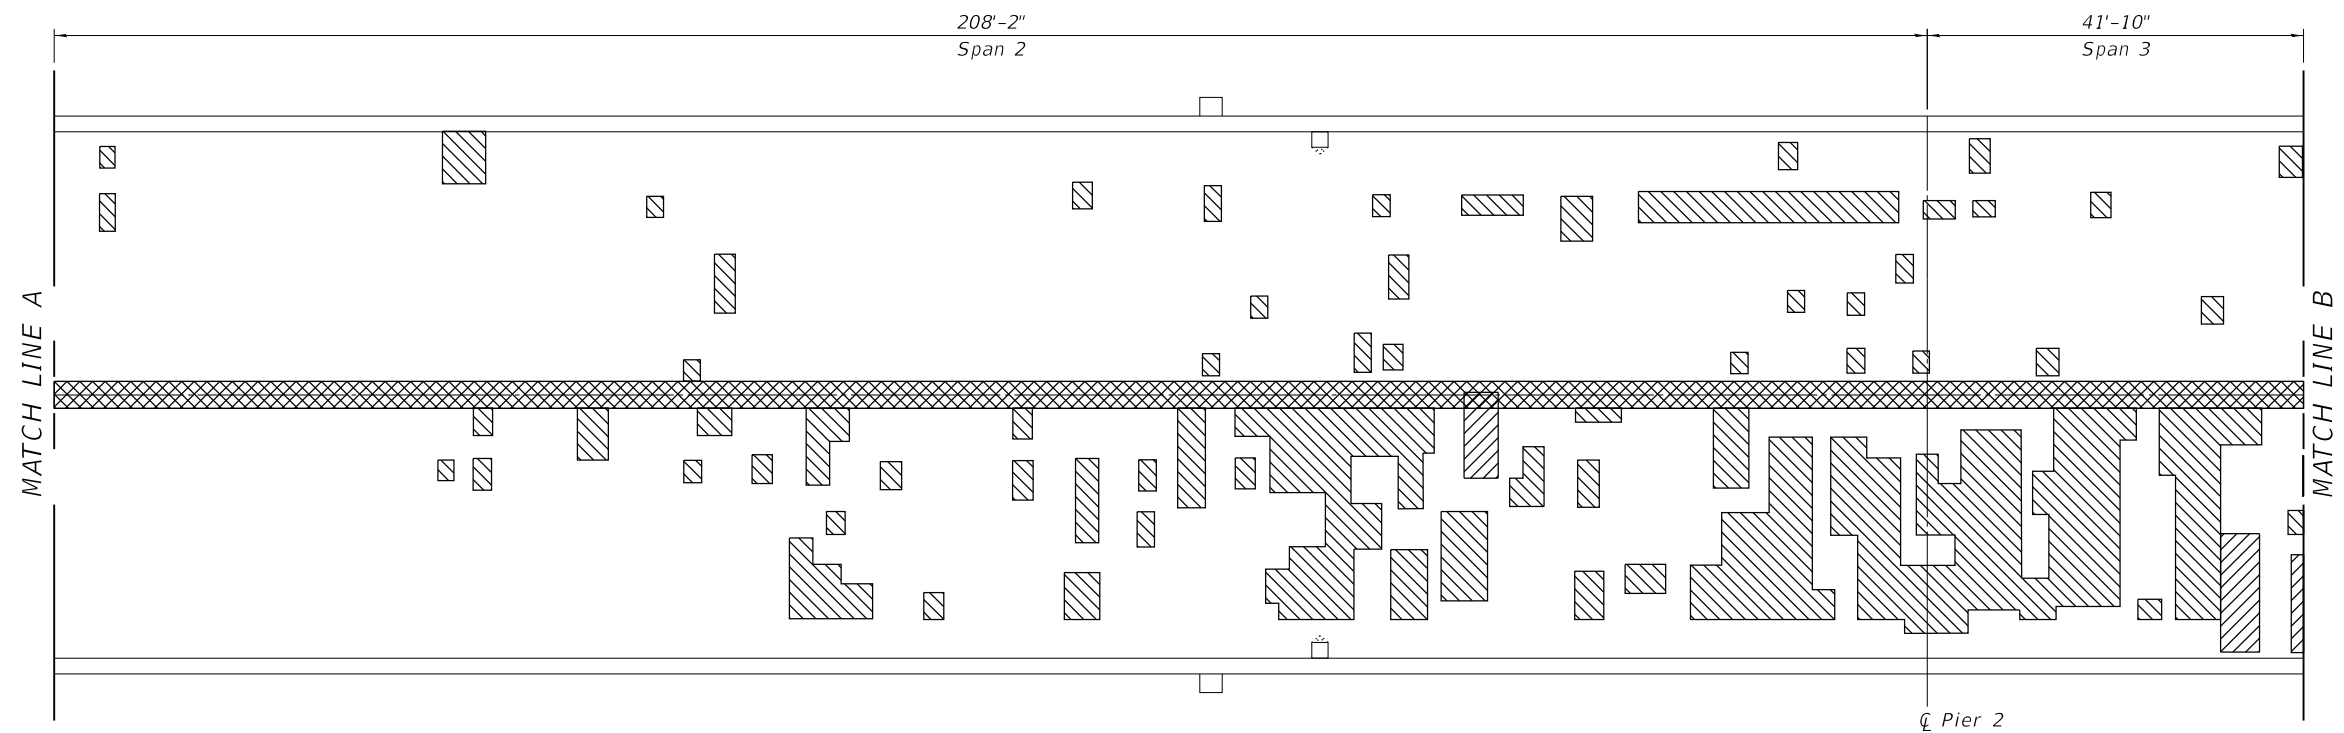 208'-2" 41'-10"
Span 2 Span 3
MATCH LINE A
MATCH LINE B
℄ Pier 2